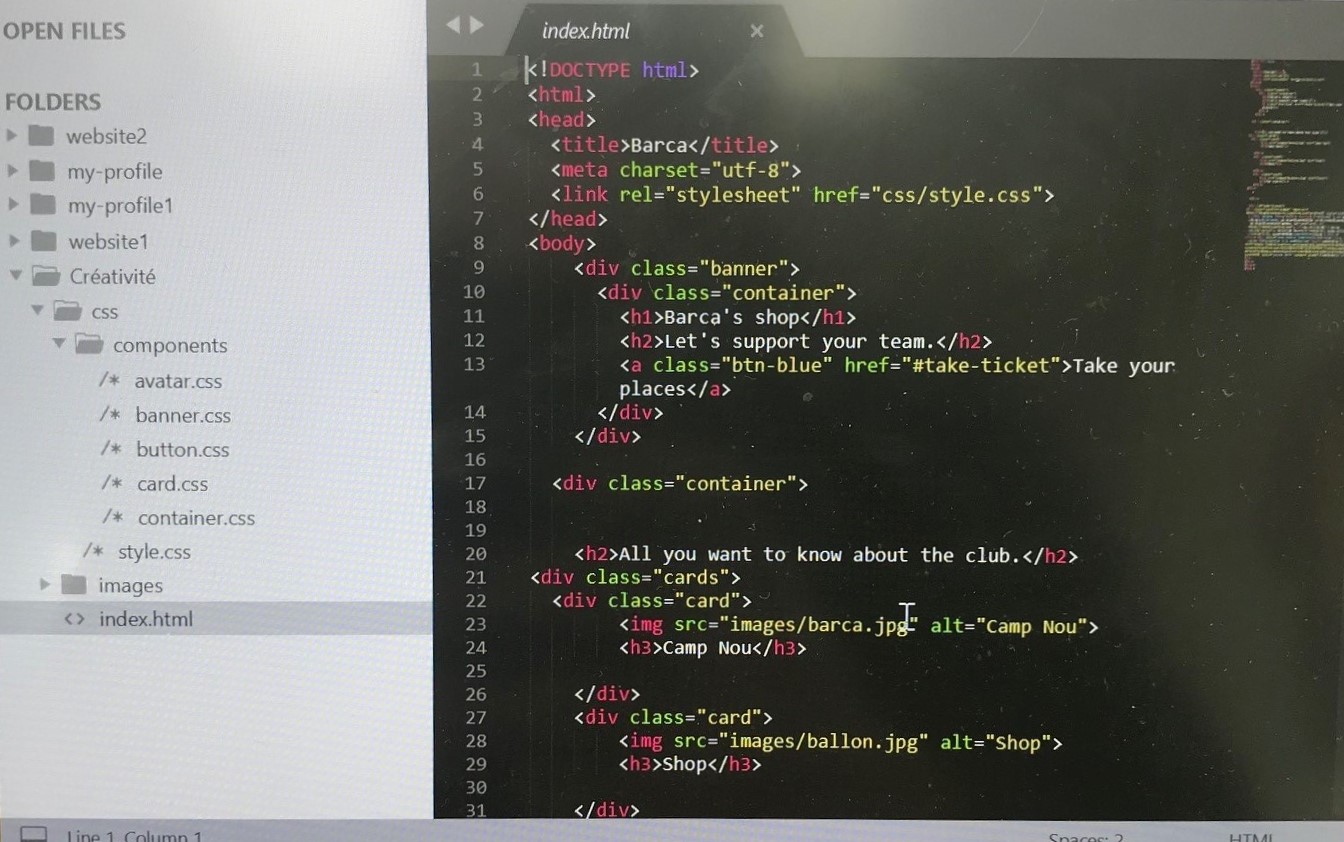 OPEN FILES
FOLDERS
website2
my-profile
my-profile1
website1
Créativité
css
components
/* avatar.css
/* banner.css
/* button.css
/* card.css
/* container.css
/* style.css
images
<> index.html
index.html ×
1 <!DOCTYPE html>
2 <html>
3 <head>
4 <title>Barca</title>
5 <meta charset="utf-8">
6 <link rel="stylesheet" href="css/style.css">
7 </head>
8 <body>
9 <div class="banner">
10 <div class="container">
11 <h1>Barca's shop</h1>
12 <h2>Let's support your team.</h2>
13 <a class="btn-blue" href="#take-ticket">Take your
places</a>
14 </div>
15 </div>
16
17 <div class="container">
18
19
20 <h2>All you want to know about the club.</h2>
21 <div class="cards">
22 <div class="card">
23 <img src="images/barca.jpg" alt="Camp Nou">
24 <h3>Camp Nou</h3>
25
26 </div>
27 <div class="card">
28 <img src="images/ballon.jpg" alt="Shop">
29 <h3>Shop</h3>
30
31 </div>
Line 1, Column 1 Spaces: 2 HTML